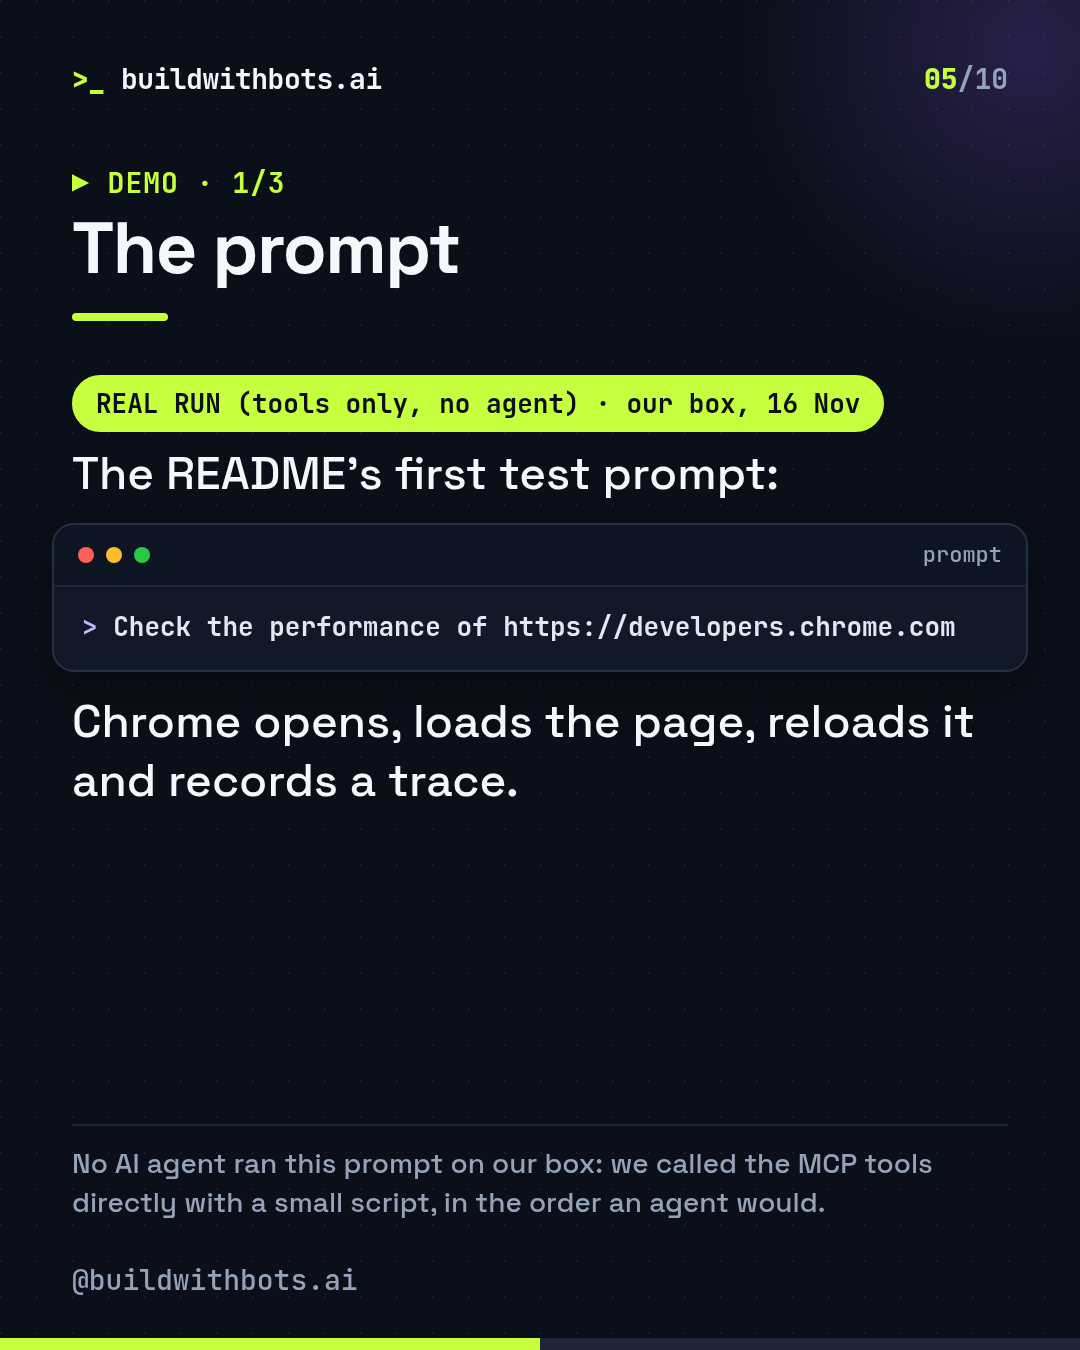 >_ buildwithbots.ai
05/10
▶ DEMO · 1/3
The prompt
REAL RUN (tools only, no agent) · our box, 16 Nov
The README’s first test prompt:
prompt
> Check the performance of https://developers.chrome.com
Chrome opens, loads the page, reloads it
and records a trace.
No AI agent ran this prompt on our box: we called the MCP tools
directly with a small script, in the order an agent would.
@buildwithbots.ai